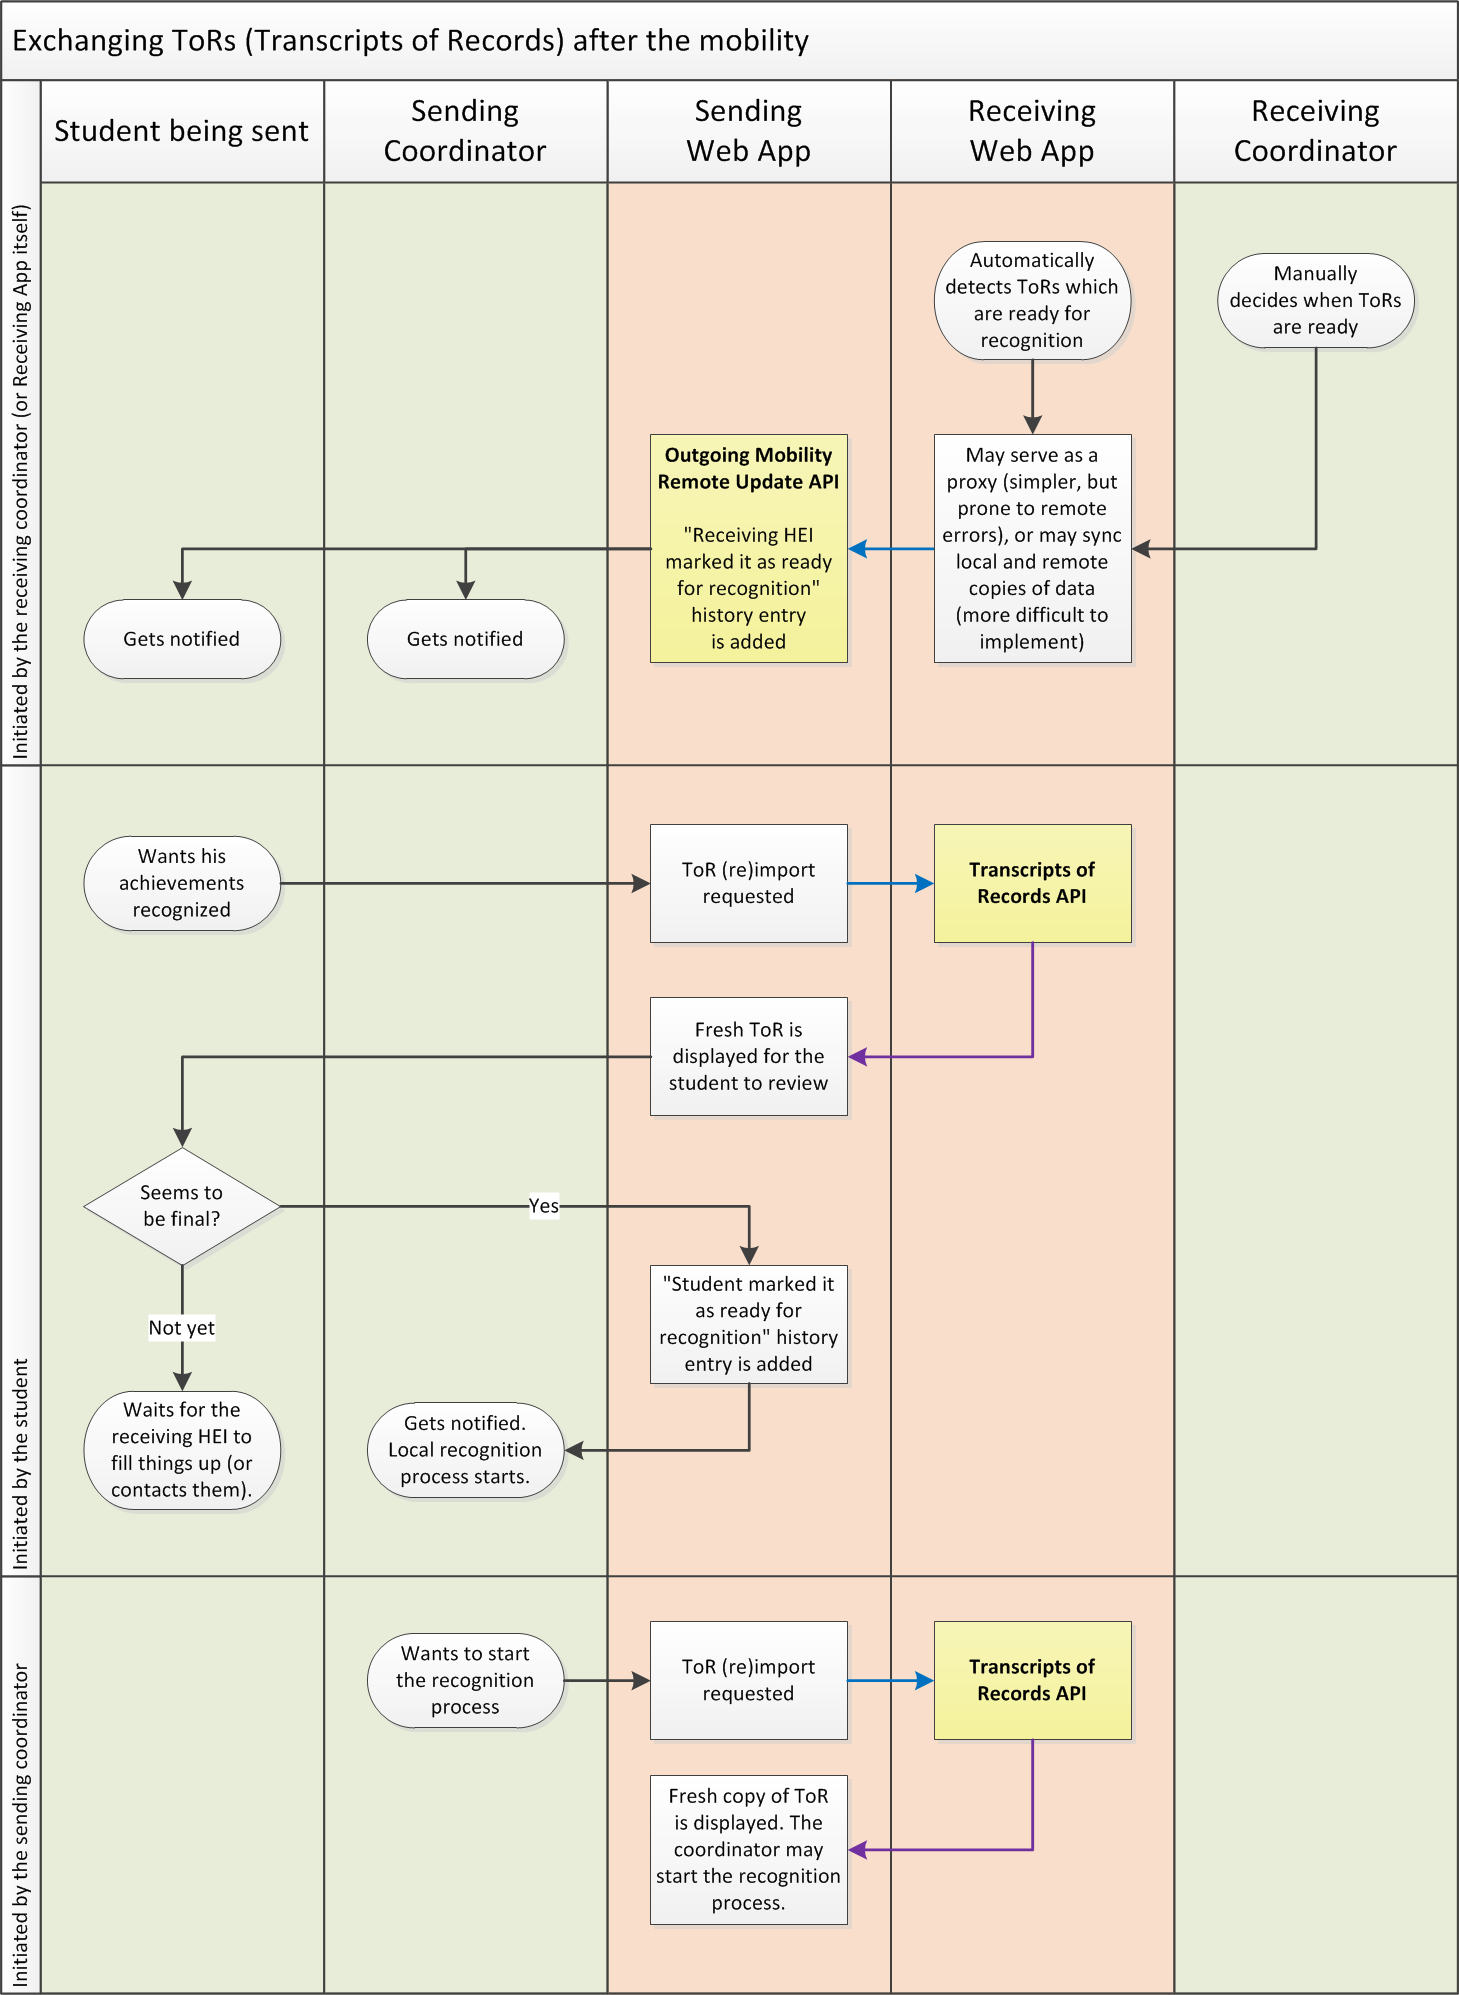 Exchanging ToRs (Transcripts of Records) after the mobility
Student being sent
Sending
Coordinator
Sending
Web App
Receiving
Web App
Receiving
Coordinator
Initiated by the receiving coordinator (or Receiving App itself)
Automatically
detects ToRs which
are ready for
recognition
Manually
decides when ToRs
are ready
Outgoing Mobility
Remote Update API
"Receiving HEI
marked it as ready
for recognition"
history entry
is added
May serve as a
proxy (simpler, but
prone to remote
errors), or may sync
local and remote
copies of data
(more difficult to
implement)
Gets notified
Gets notified
Initiated by the student
Wants his
achievements
recognized
ToR (re)import
requested
Transcripts of
Records API
Fresh ToR is
displayed for the
student to review
Seems to
be final?
Yes
"Student marked it
as ready for
recognition" history
entry is added
Not yet
Waits for the
receiving HEI to
fill things up (or
contacts them).
Gets notified.
Local recognition
process starts.
Initiated by the sending coordinator
Wants to start
the recognition
process
ToR (re)import
requested
Transcripts of
Records API
Fresh copy of ToR
is displayed. The
coordinator may
start the recognition
process.